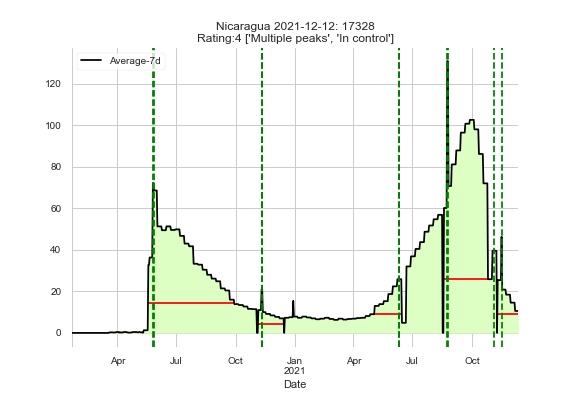 Nicaragua 2021-12-12: 17328
Rating:4 ['Multiple peaks', 'In control']
Average-7d
120
100
80
60
40
20
0
Apr Jul Oct Jan Apr Jul Oct
2021
Date